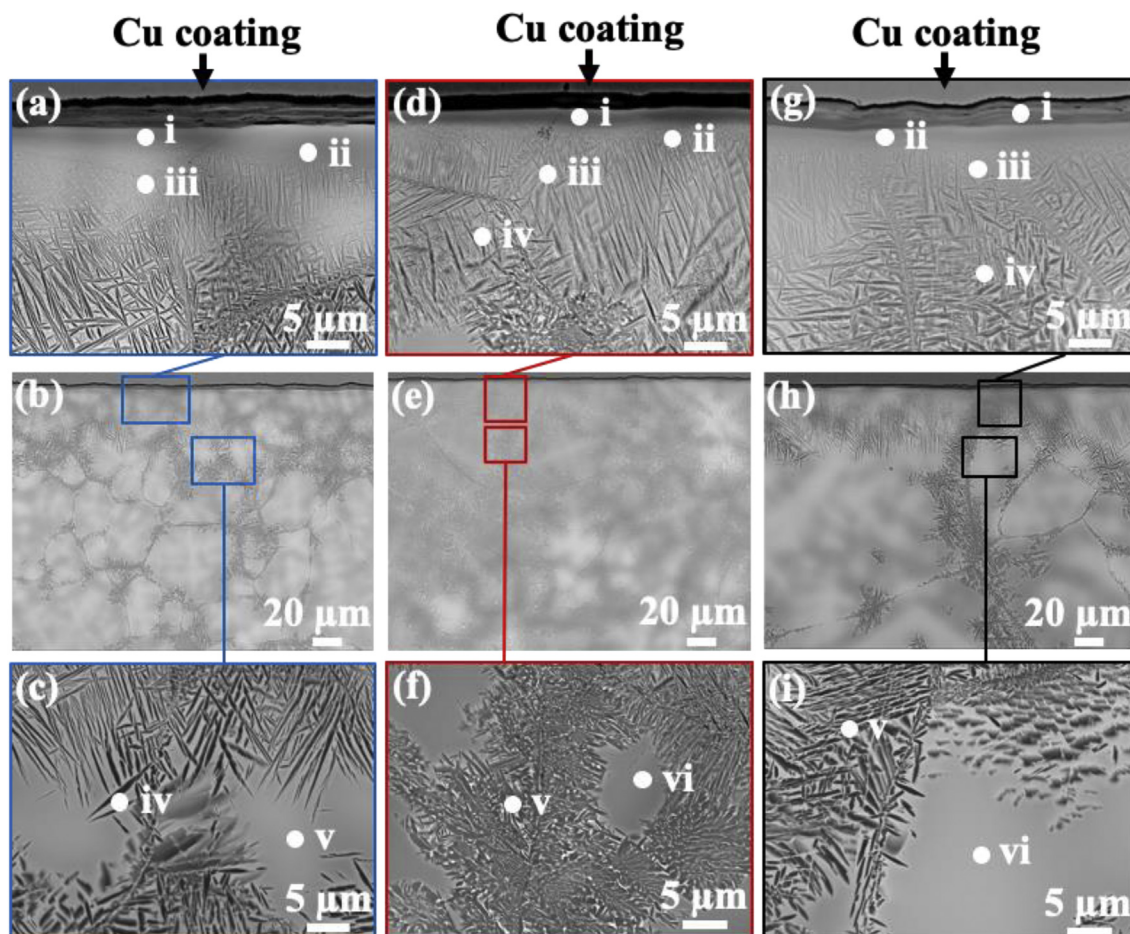 Cu coating
Cu coating
Cu coating
(a)
i
ii
iii
5 µm
(d)
i
ii
iii
iv
5 µm
(g)
i
ii
iii
iv
5 µm
(b)
20 µm
(e)
20 µm
(h)
20 µm
(c)
iv
v
5 µm
(f)
v
vi
5 µm
(i)
v
vi
5 µm